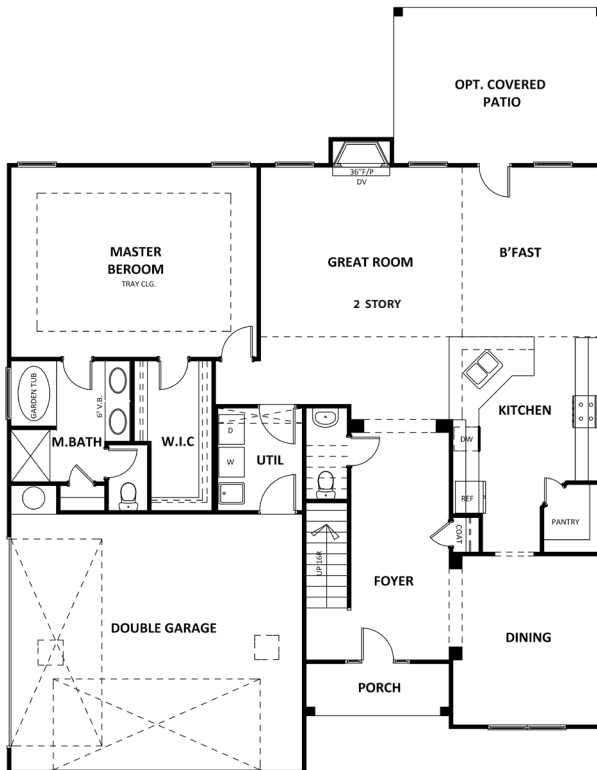 OPT. COVERED
PATIO
36"F/P
DV
MASTER
BEROOM
TRAY CLG.
GREAT ROOM
B'FAST
2 STORY
GARDEN TUB
6⁰ V.B.
M.BATH
W.I.C
D
W
UTIL
KITCHEN
DW
REF
PANTRY
COAT
UP 16R
FOYER
DOUBLE GARAGE
DINING
PORCH